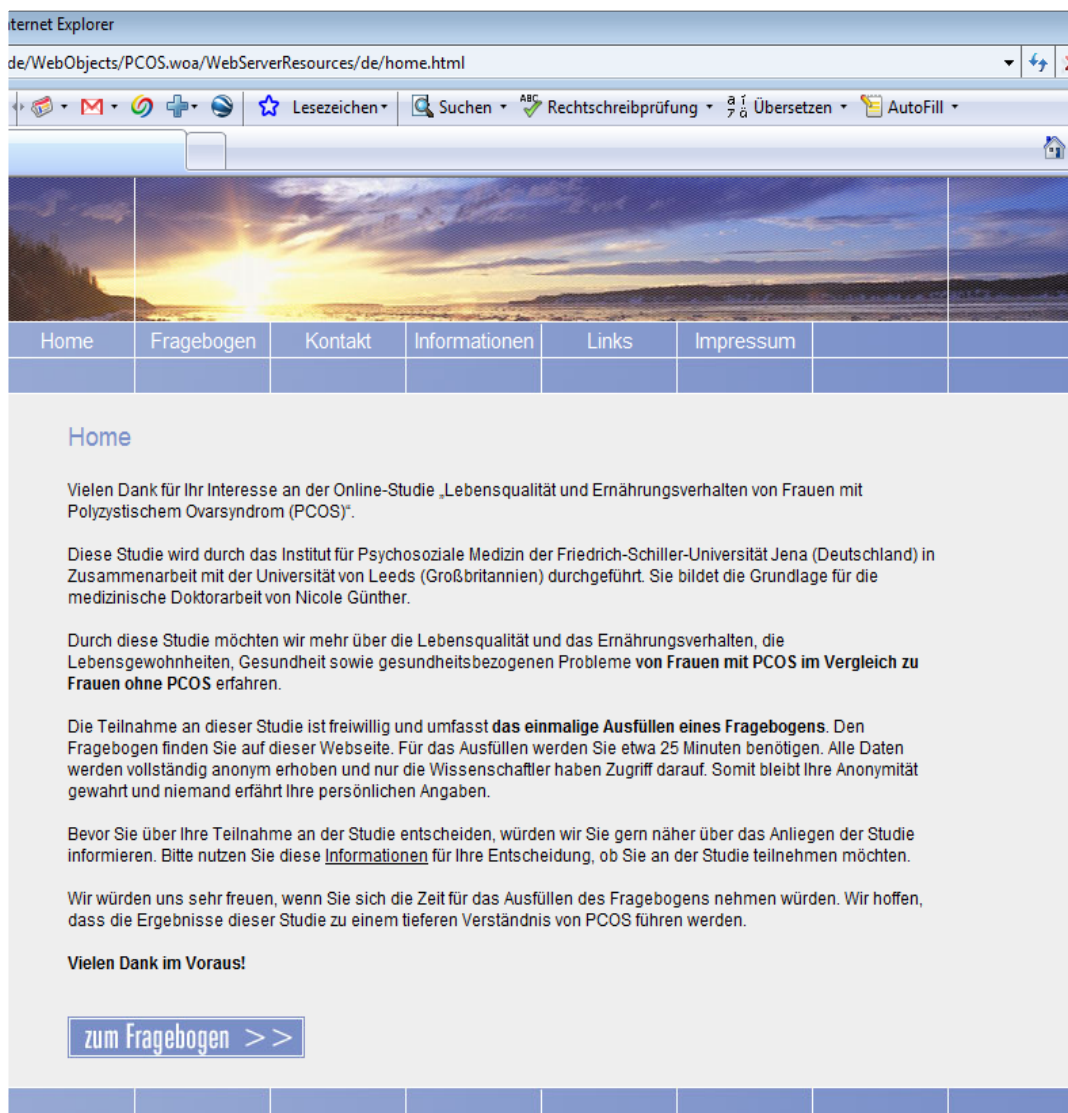 nternet Explorer
de/WebObjects/PCOS.woa/WebServerResources/de/home.html
Lesezeichen Suchen ABC Rechtschreibprüfung Übersetzen AutoFill
Home Fragebogen Kontakt Informationen Links Impressum
Home
Vielen Dank für Ihr Interesse an der Online-Studie „Lebensqualität und Ernährungsverhalten von Frauen mit
Polyzystischem Ovarsyndrom (PCOS)“.
Diese Studie wird durch das Institut für Psychosoziale Medizin der Friedrich-Schiller-Universität Jena (Deutschland) in
Zusammenarbeit mit der Universität von Leeds (Großbritannien) durchgeführt. Sie bildet die Grundlage für die
medizinische Doktorarbeit von Nicole Günther.
Durch diese Studie möchten wir mehr über die Lebensqualität und das Ernährungsverhalten, die
Lebensgewohnheiten, Gesundheit sowie gesundheitsbezogenen Probleme von Frauen mit PCOS im Vergleich zu
Frauen ohne PCOS erfahren.
Die Teilnahme an dieser Studie ist freiwillig und umfasst das einmalige Ausfüllen eines Fragebogens. Den
Fragebogen finden Sie auf dieser Webseite. Für das Ausfüllen werden Sie etwa 25 Minuten benötigen. Alle Daten
werden vollständig anonym erhoben und nur die Wissenschaftler haben Zugriff darauf. Somit bleibt Ihre Anonymität
gewahrt und niemand erfährt Ihre persönlichen Angaben.
Bevor Sie über Ihre Teilnahme an der Studie entscheiden, würden wir Sie gern näher über das Anliegen der Studie
informieren. Bitte nutzen Sie diese Informationen für Ihre Entscheidung, ob Sie an der Studie teilnehmen möchten.
Wir würden uns sehr freuen, wenn Sie sich die Zeit für das Ausfüllen des Fragebogens nehmen würden. Wir hoffen,
dass die Ergebnisse dieser Studie zu einem tieferen Verständnis von PCOS führen werden.
Vielen Dank im Voraus!
zum Fragebogen >>